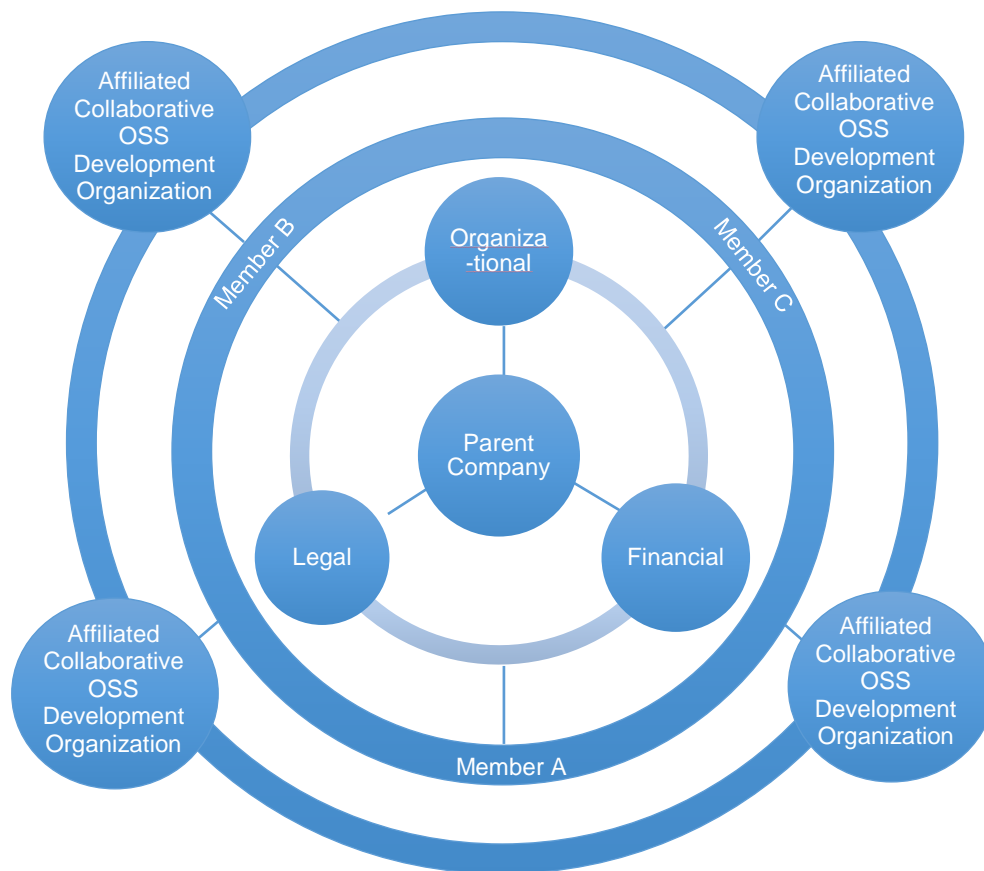 Affiliated
Collaborative
OSS
Development
Organization
Affiliated
Collaborative
OSS
Development
Organization
Member B
Member C
Organiza
-tional
Parent
Company
Legal
Financial
Affiliated
Collaborative
OSS
Development
Organization
Affiliated
Collaborative
OSS
Development
Organization
Member A